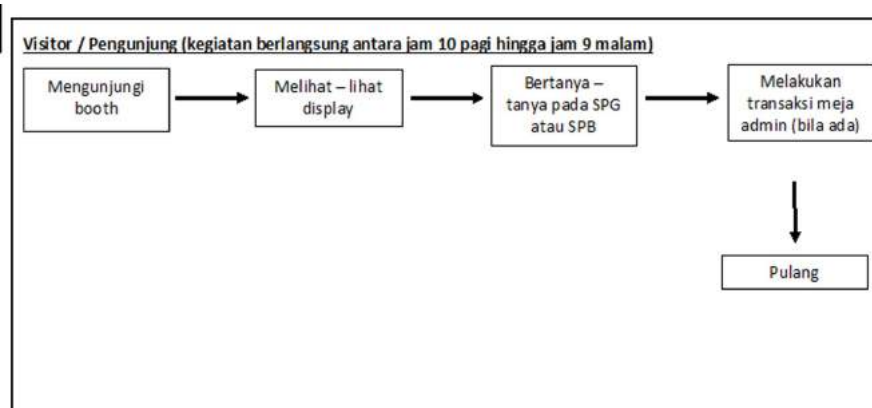 Visitor / Pengunjung (kegiatan berlangsung antara jam 10 pagi hingga jam 9 malam)
Mengunjungi
booth
Melihat – lihat
display
Bertanya –
tanya pada SPG
atau SPB
Melakukan
transaksi meja
admin (bila ada)
Pulang